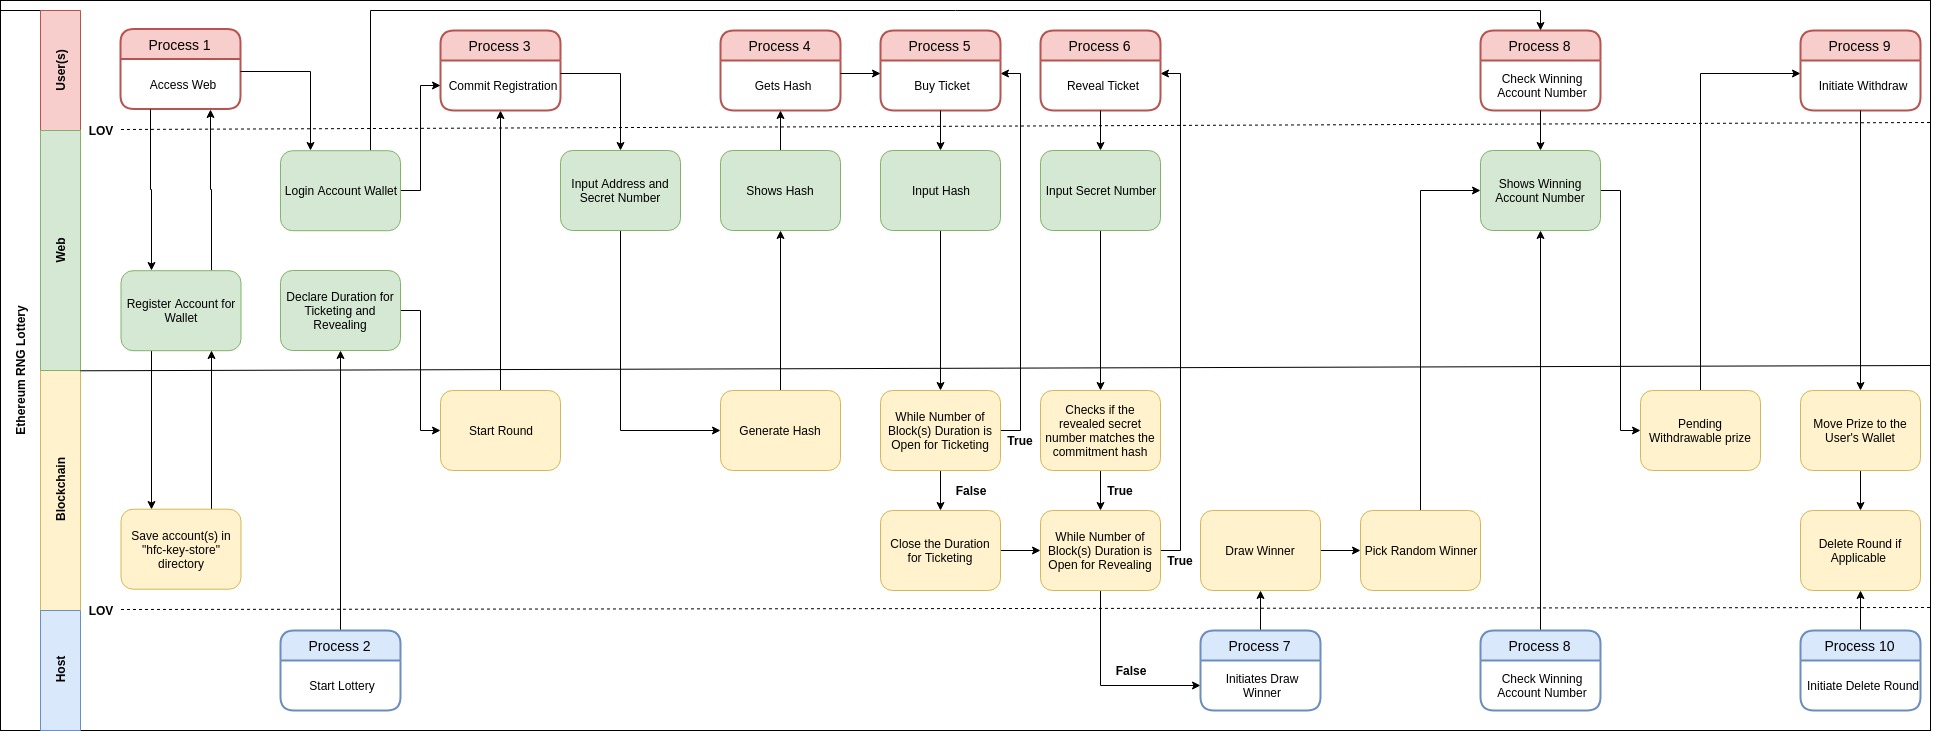 Ethereum RNG Lottery
User(s)
Process 1
Access Web
Process 3
Commit Registration
Process 4
Gets Hash
Process 5
Buy Ticket
Process 6
Reveal Ticket
Process 8
Check Winning
Account Number
Process 9
Initiate Withdraw
LOV
Web
Login Account Wallet
Input Address and
Secret Number
Shows Hash
Input Hash
Input Secret Number
Shows Winning
Account Number
Register Account for
Wallet
Declare Duration for
Ticketing and
Revealing
Blockchain
Start Round
Generate Hash
While Number of
Block(s) Duration is
Open for Ticketing
True
Checks if the
revealed secret
number matches the
commitment hash
Pending
Withdrawable prize
Move Prize to the
User's Wallet
False
True
Save account(s) in
"hfc-key-store"
directory
Close the Duration
for Ticketing
While Number of
Block(s) Duration is
Open for Revealing
True
Draw Winner
Pick Random Winner
Delete Round if
Applicable
LOV
Host
Process 2
Start Lottery
False
Process 7
Initiates Draw
Winner
Process 8
Check Winning
Account Number
Process 10
Initiate Delete Round